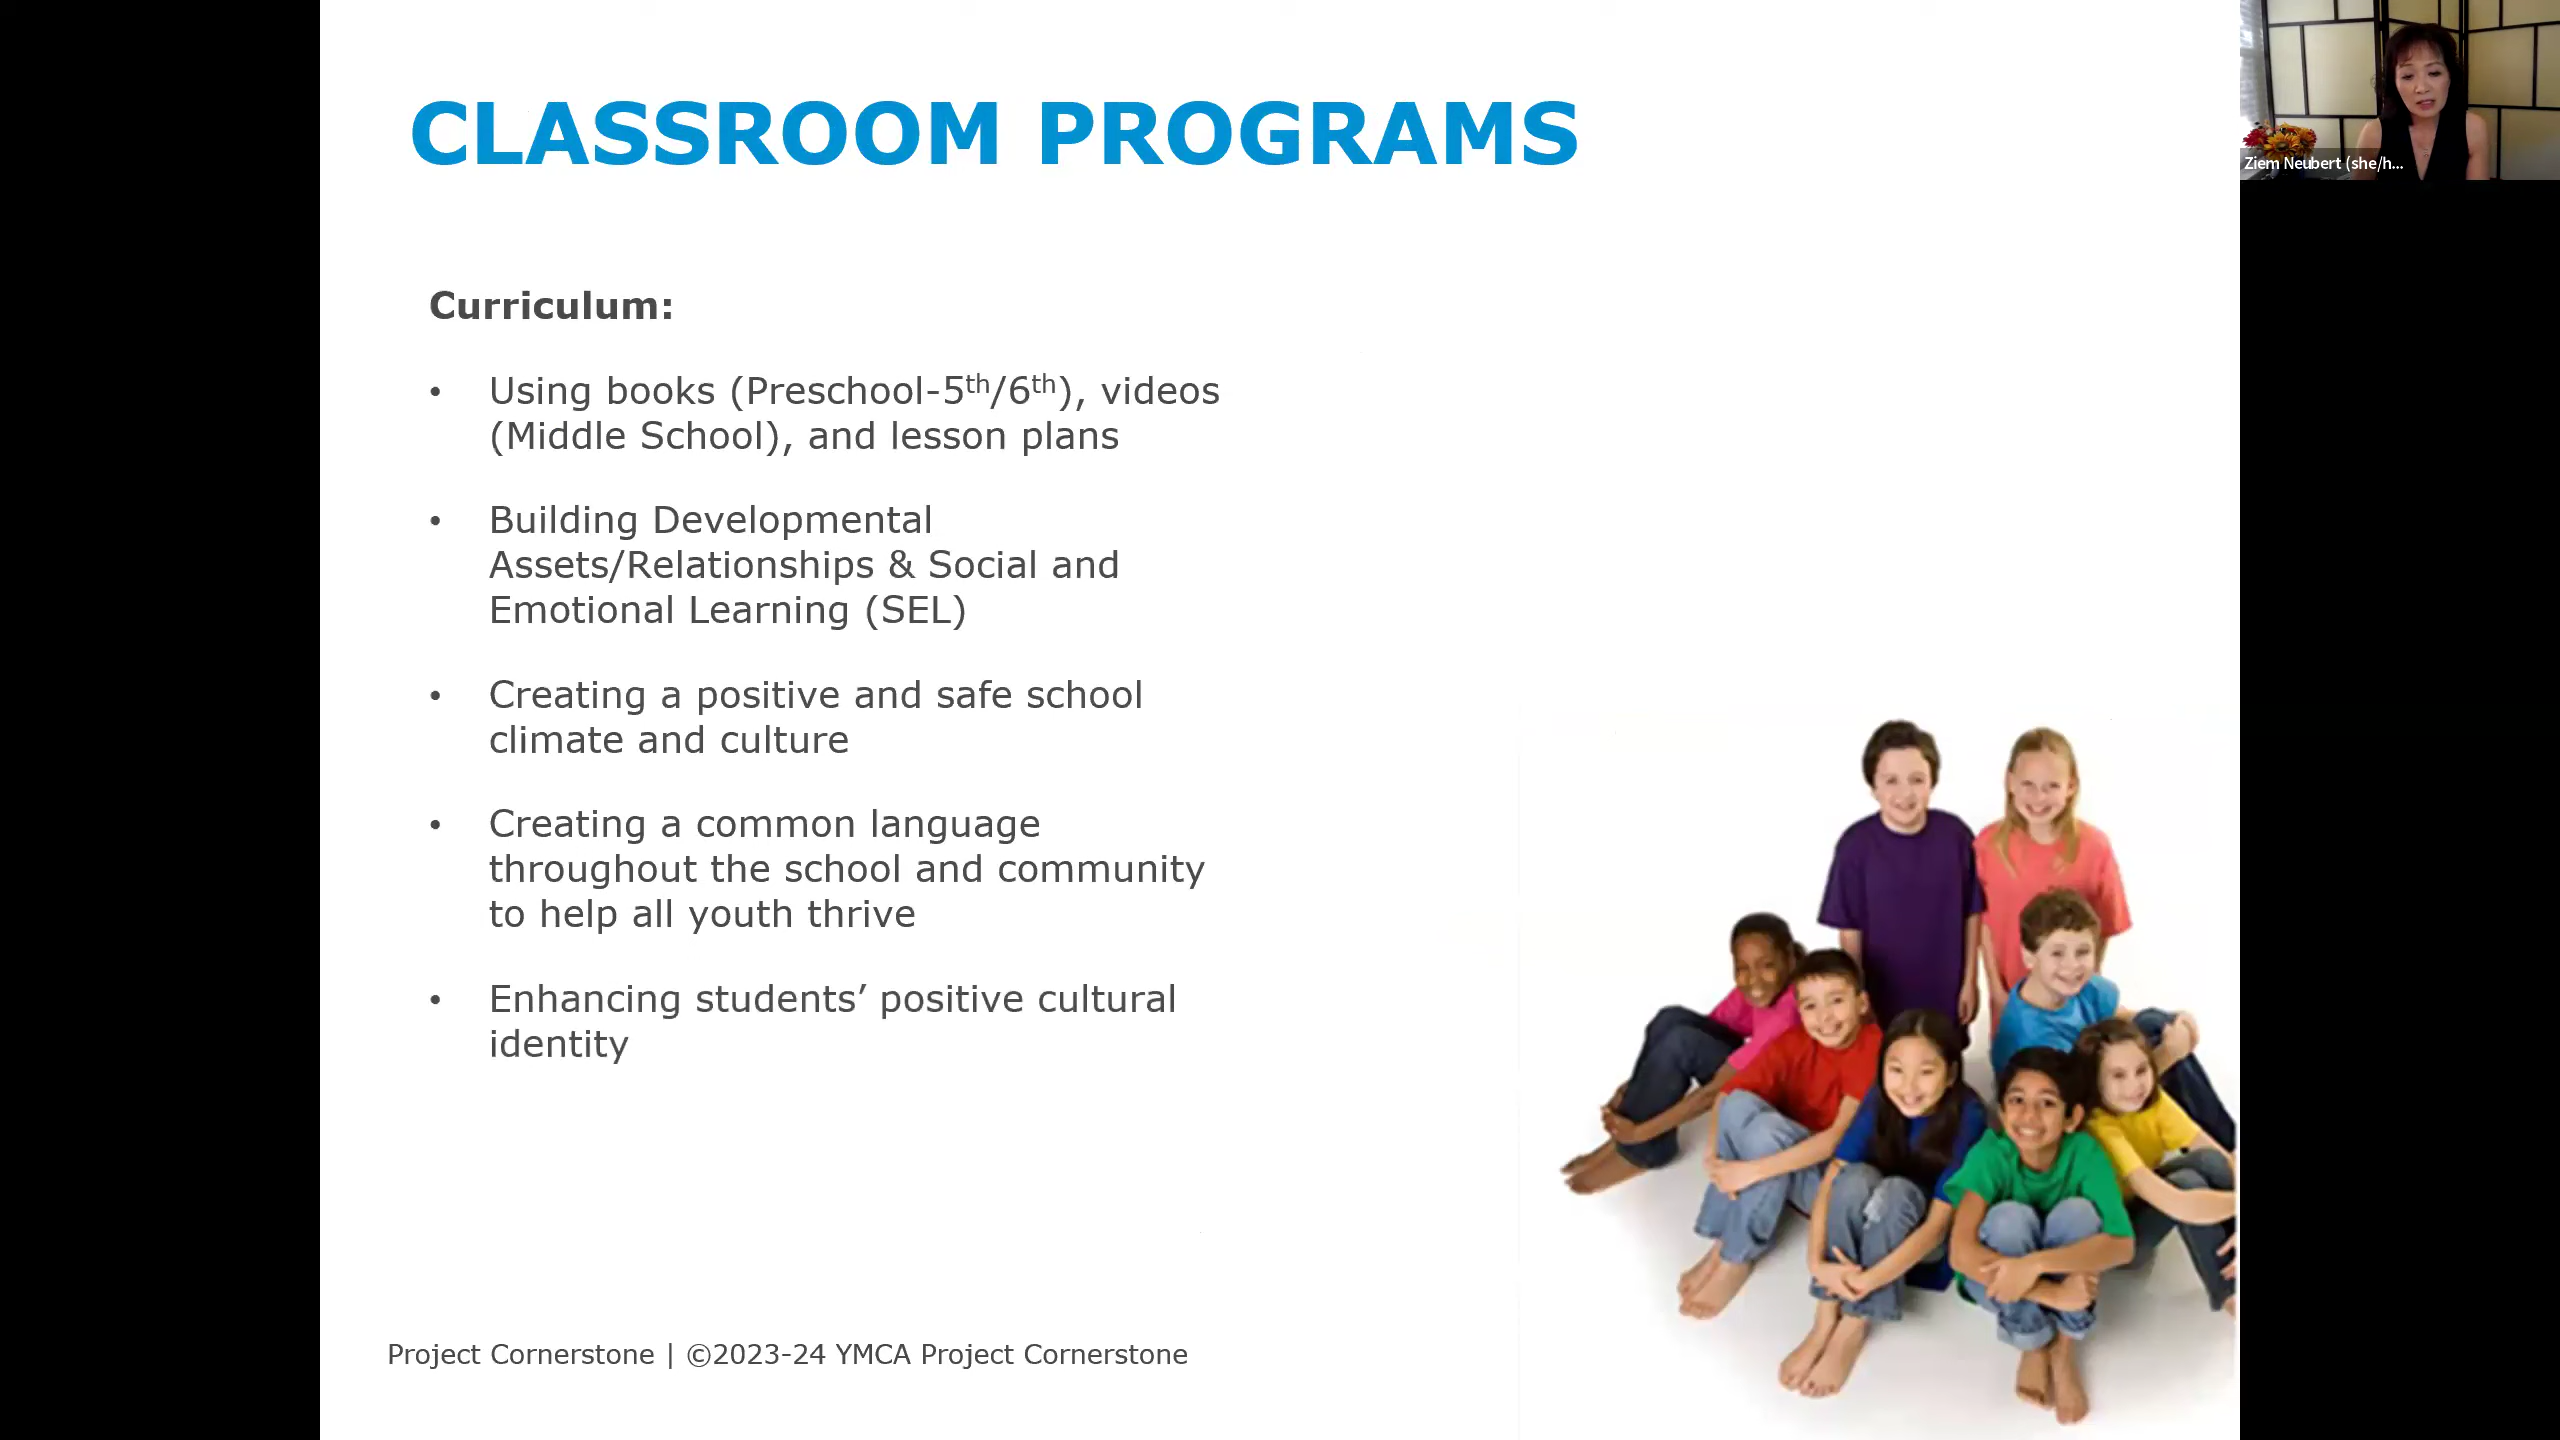 CLASSROOM PROGRAMS
Ziem Neubert (she/h...
Curriculum:
• Using books (Preschool-5th/6th), videos
(Middle School), and lesson plans
• Building Developmental
Assets/Relationships & Social and
Emotional Learning (SEL)
• Creating a positive and safe school
climate and culture
• Creating a common language
throughout the school and community
to help all youth thrive
• Enhancing students’ positive cultural
identity
Project Cornerstone | ©2023-24 YMCA Project Cornerstone